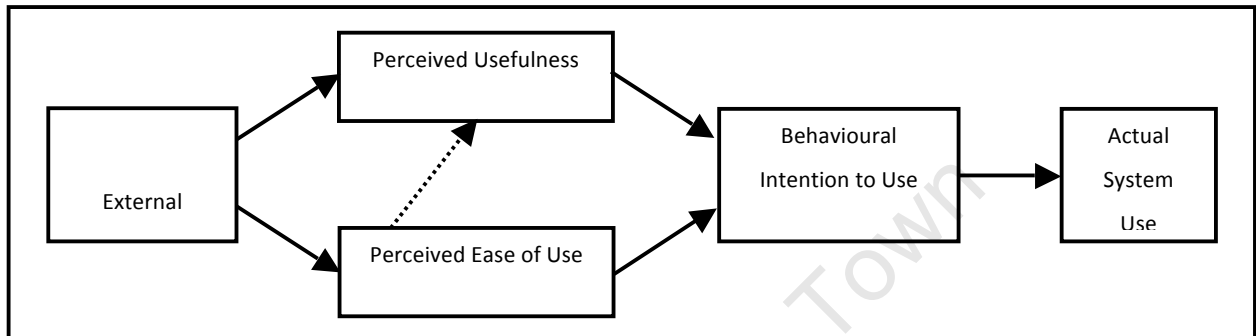 Perceived Usefulness
External
Perceived Ease of Use
Behavioural
Intention to Use
Actual
System
Use
Town